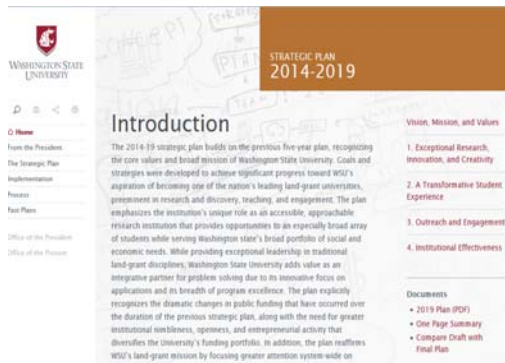 WASHINGTON STATE
UNIVERSITY
Home
From the President
The Strategic Plan
Implementation
Process
Past Plans
Office of the President
Office of the Provost
CONCEPT
PLAN
TEAM
STRATEGIC PLAN
2014-2019
Introduction
The 2014-19 strategic plan builds on the previous five-year plan, recognizing
the core values and broad mission of Washington State University. Goals and
strategies were developed to achieve significant progress toward WSU's
aspiration of becoming one of the nation's leading land-grant universities,
preeminent in research and discovery, teaching, and engagement. The plan
emphasizes the institution's unique role as an accessible, approachable
research institution that provides opportunities to an especially broad array
of students while serving Washington state's broad portfolio of social and
economic needs. While providing exceptional leadership in traditional
land-grant disciplines, Washington State University adds value as an
integrative partner for problem solving due to its innovative focus on
applications and its breadth of program excellence. The plan explicitly
recognizes the dramatic changes in public funding that have occurred over
the duration of the previous strategic plan, along with the need for greater
institutional nimbleness, openness, and entrepreneurial activity that
diversifies the University's funding portfolio. In addition, the plan reaffirms
WSU's land-grant mission by focusing greater attention system-wide on
Vision, Mission, and Values
1. Exceptional Research,
Innovation, and Creativity
2. A Transformative Student
Experience
3. Outreach and Engagement
4. Institutional Effectiveness
Documents
• 2019 Plan (PDF)
• One Page Summary
• Compare Draft with
Final Plan